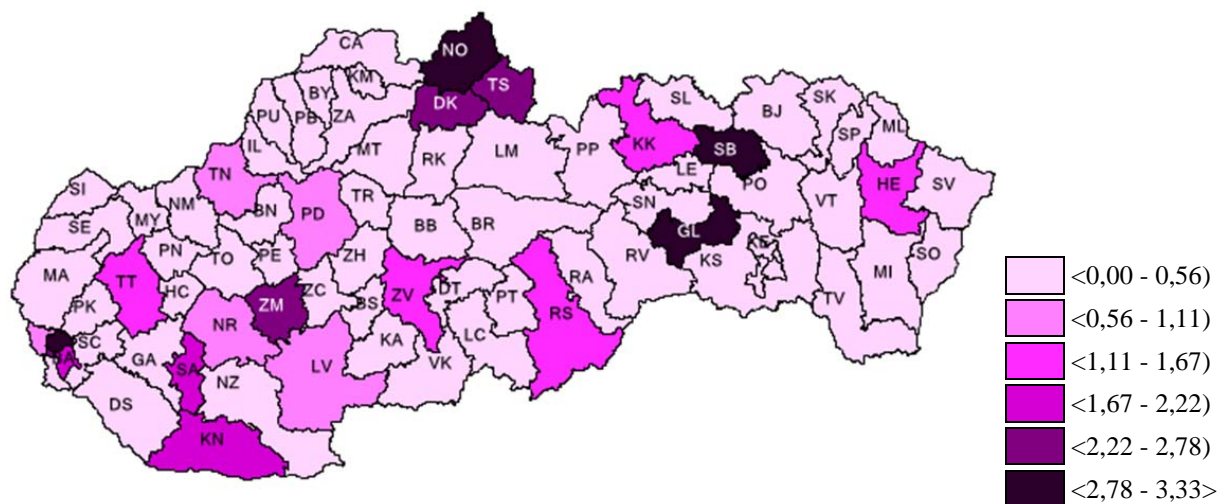 CA
NO
KM
TS
BY
DK
SL
SK
PU
PB
ZA
BJ
SP
ML
IL
MT
RK
LM
PP
KK
SB
TN
LE
HE
SV
SI
NM
BN
PD
TR
PO
VT
SE
MY
BB
BR
SN
GL
PN
TO
PE
ZH
RV
KS
KE
SO
MA
TT
HC
ZM
ZC
ZV
DT
PT
RA
MI
PK
BS
RS
TV
SC
NR
BA
GA
SA
NZ
LV
KA
VK
LC
DS
KN
<0,00 - 0,56)
<0,56 - 1,11)
<1,11 - 1,67)
<1,67 - 2,22)
<2,22 - 2,78)
<2,78 - 3,33>